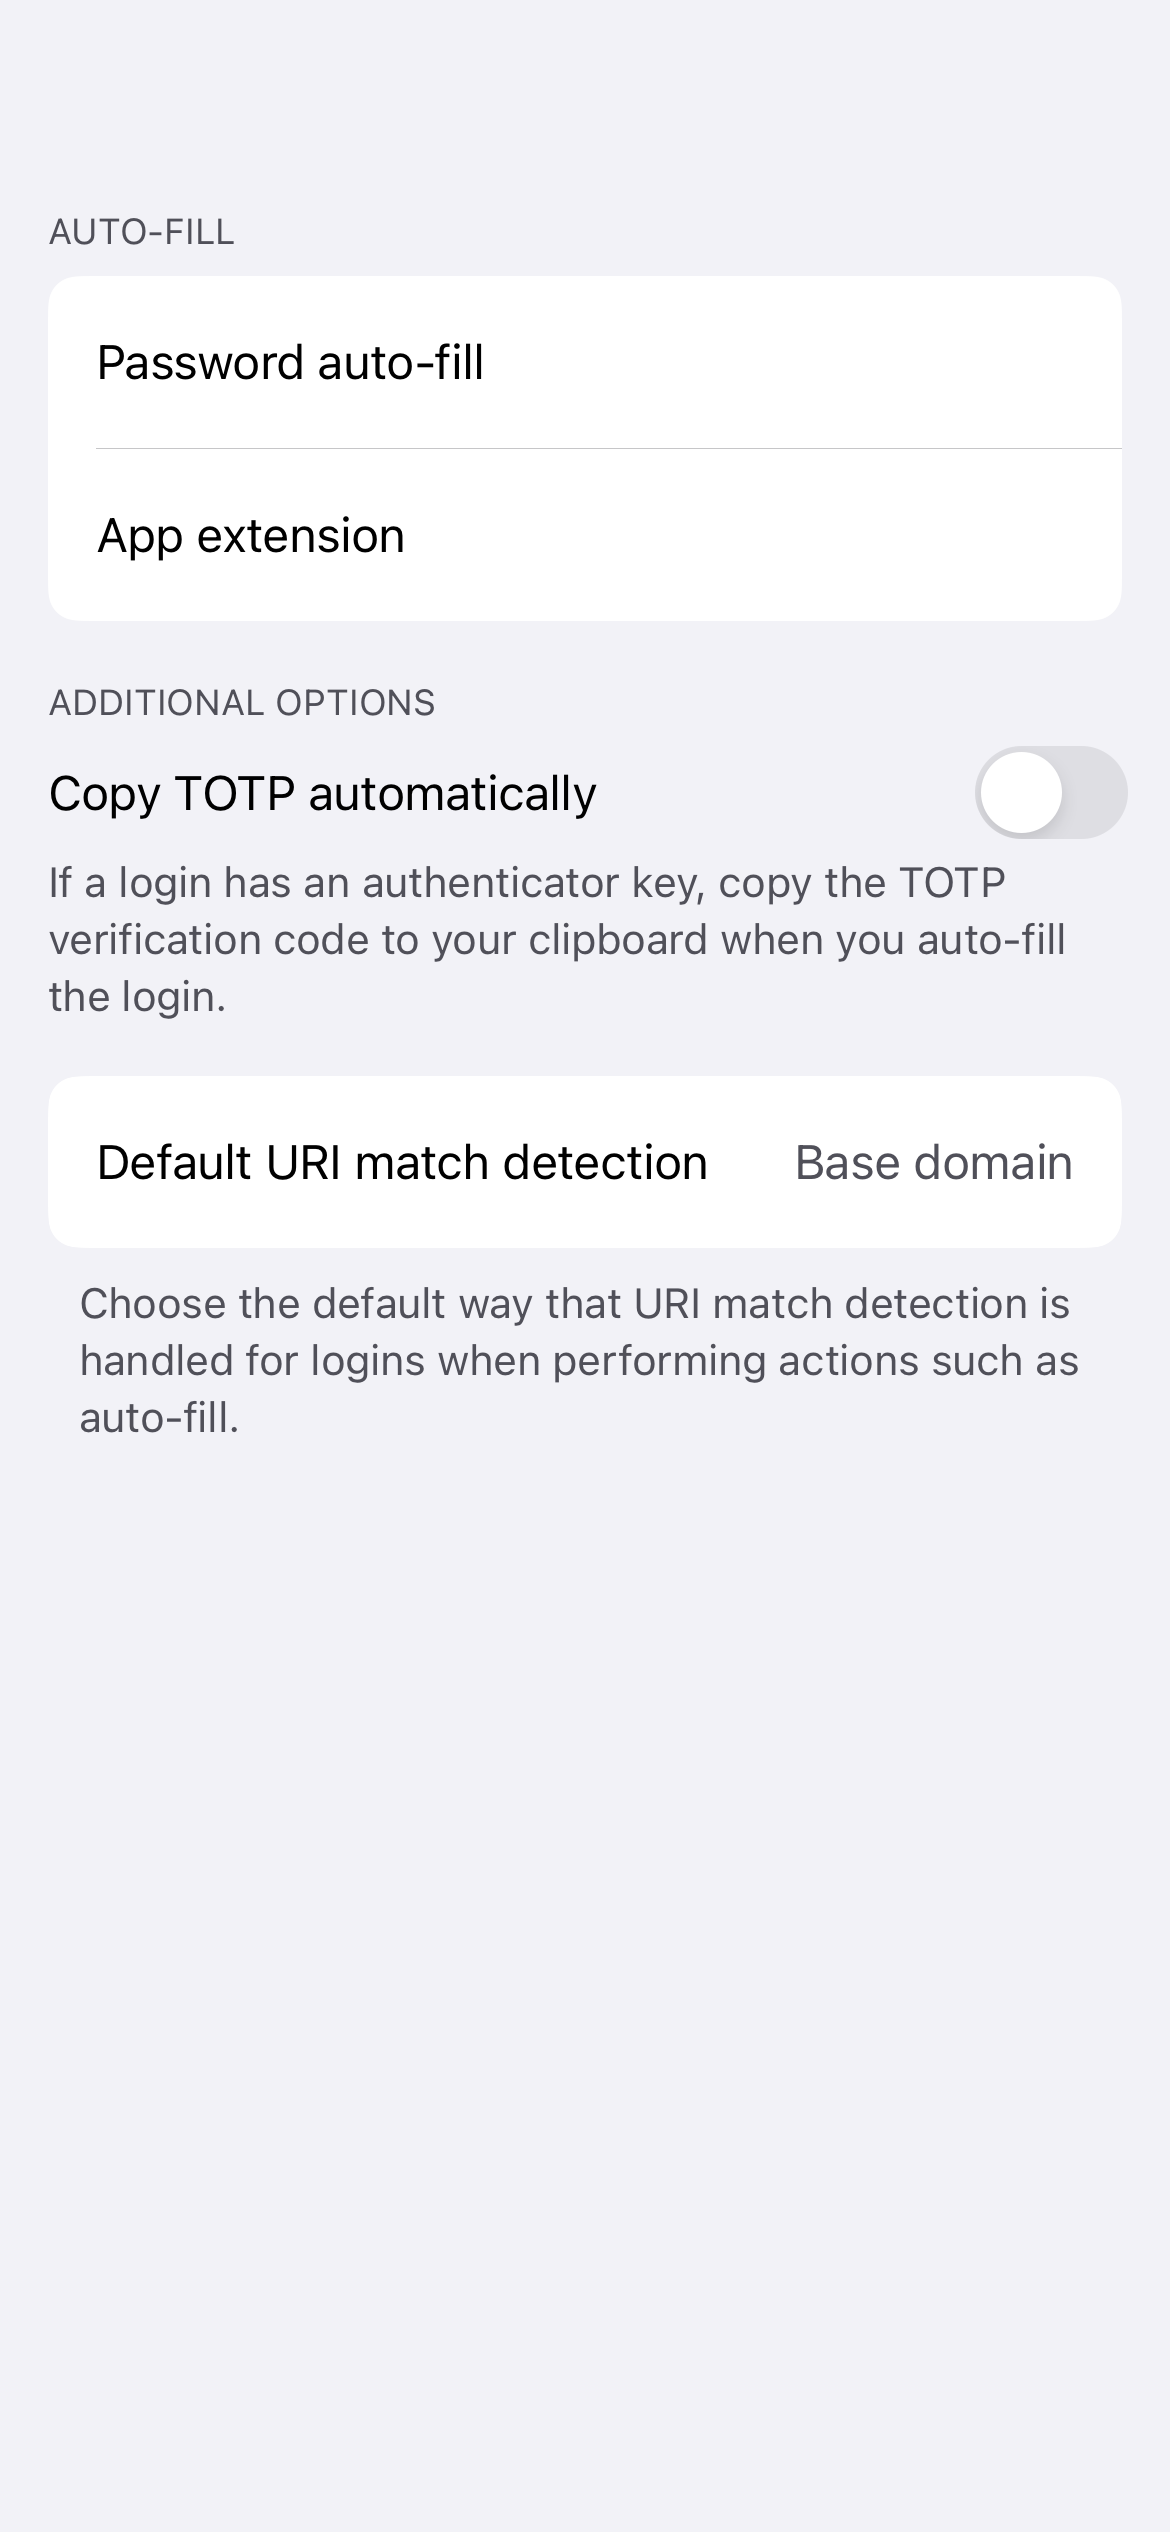 AUTO-FILL
Password auto-fill
App extension
ADDITIONAL OPTIONS
Copy TOTP automatically
If a login has an authenticator key, copy the TOTP
verification code to your clipboard when you auto-fill
the login.
Default URI match detection Base domain
Choose the default way that URI match detection is
handled for logins when performing actions such as
auto-fill.